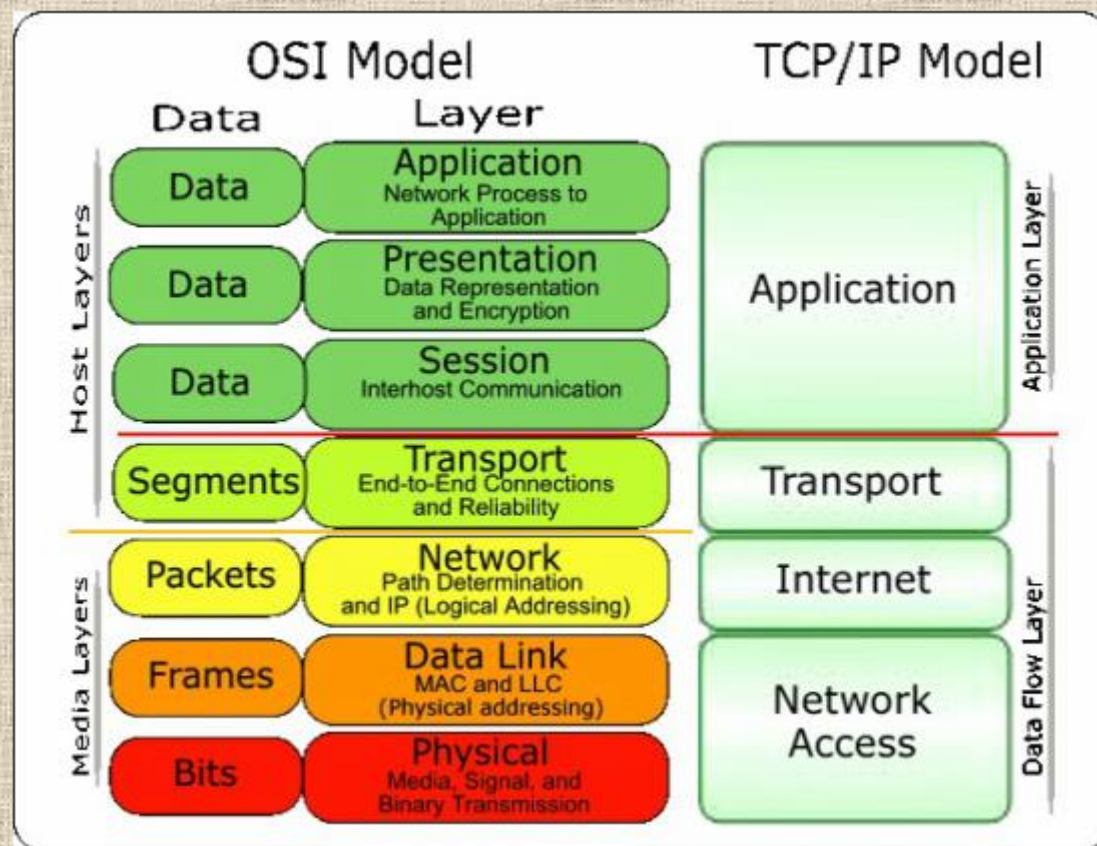 OSI Model
TCP/IP Model
Data
Layer
Host Layers
Data
Application
Network Process to
Application
Data
Presentation
Data Representation
and Encryption
Data
Session
Interhost Communication
Application
Application Layer
Segments
Transport
End-to-End Connections
and Reliability
Transport
Media Layers
Packets
Network
Path Determination
and IP (Logical Addressing)
Internet
Frames
Data Link
MAC and LLC
(Physical addressing)
Bits
Physical
Media, Signal, and
Binary Transmission
Network
Access
Data Flow Layer